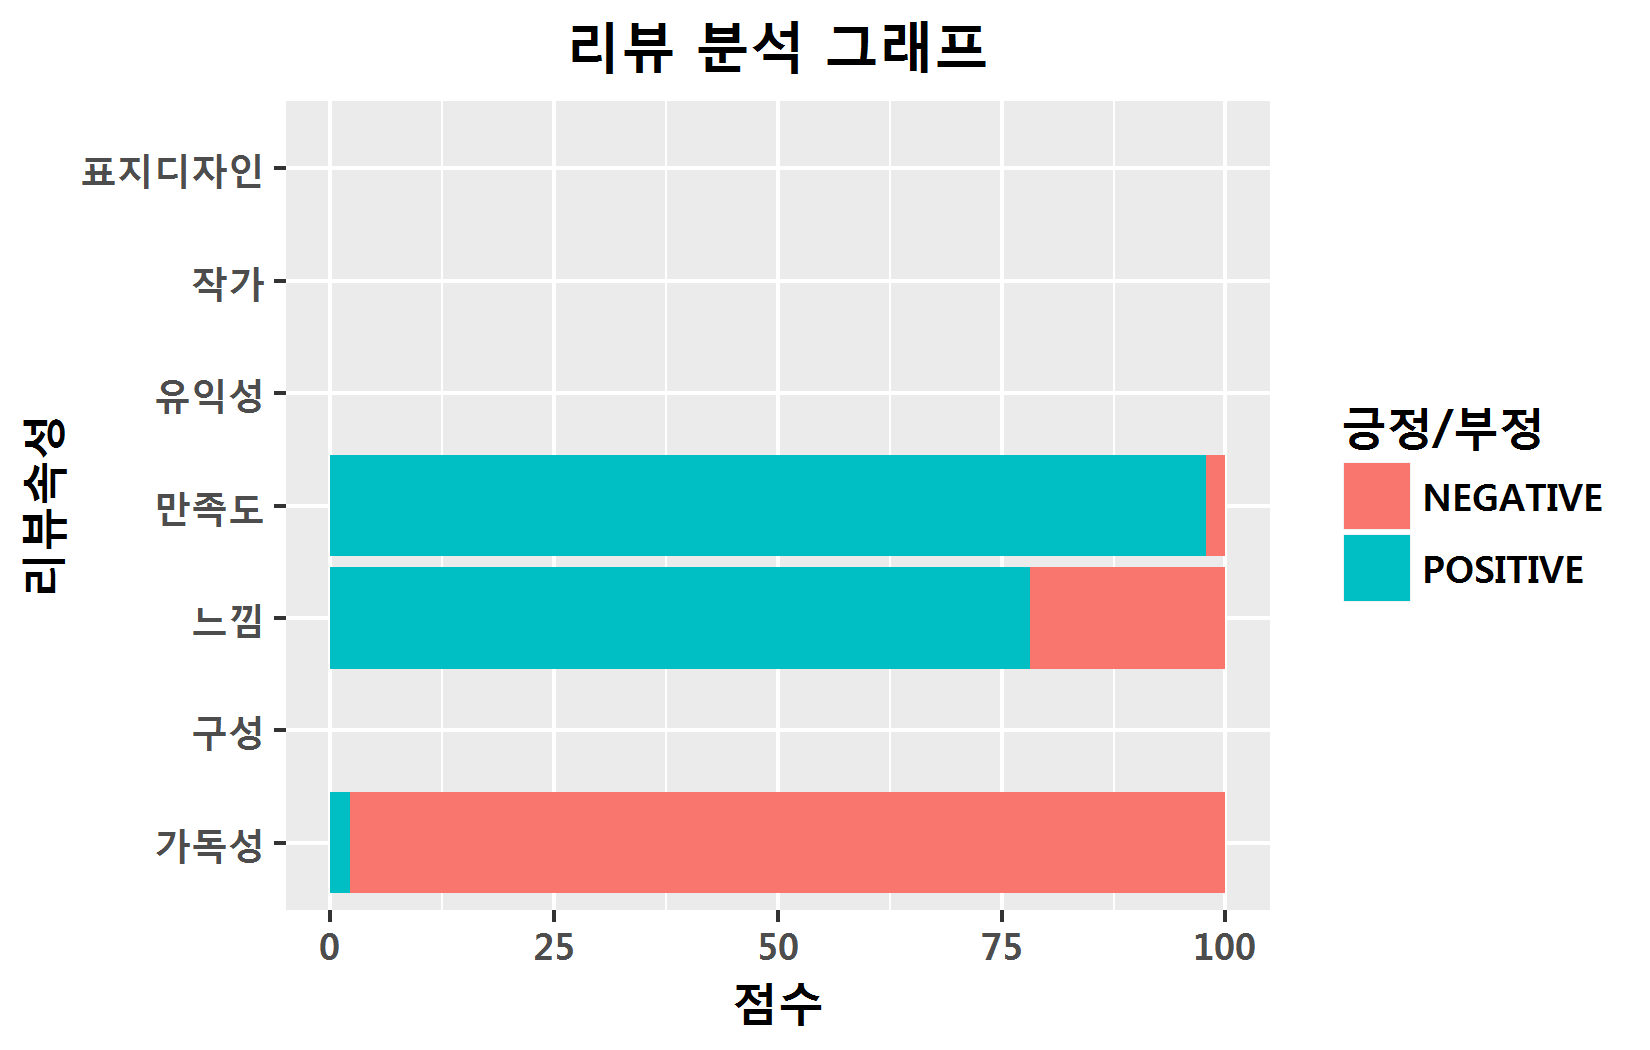 리뷰 분석 그래프
리뷰속성
표지디자인
작가
유익성
만족도
느낌
구성
가독성
0 25 50 75 100
점수
긍정/부정
NEGATIVE
POSITIVE